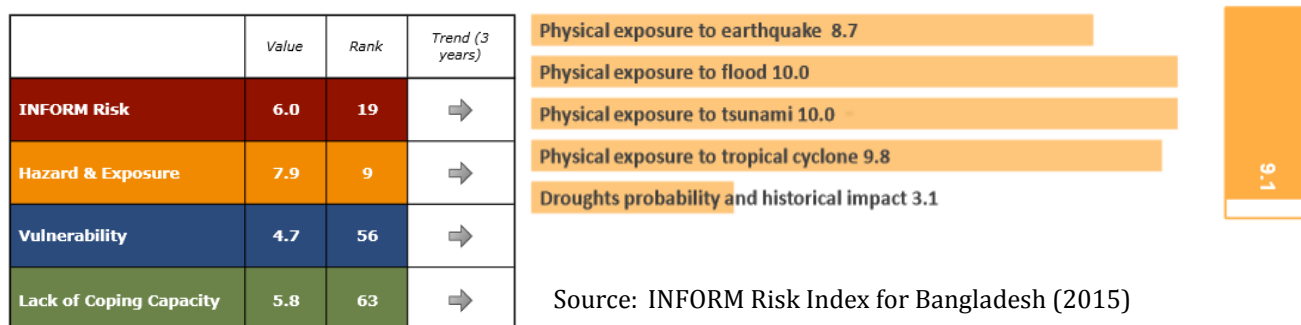 Value Rank Trend (3
years)
INFORM Risk 6.0 19
Hazard & Exposure 7.9 9
Vulnerability 4.7 56
Lack of Coping Capacity 5.8 63
Physical exposure to earthquake 8.7
Physical exposure to flood 10.0
Physical exposure to tsunami 10.0
Physical exposure to tropical cyclone 9.8
Droughts probability and historical impact 3.1
9.1
Source: INFORM Risk Index for Bangladesh (2015)